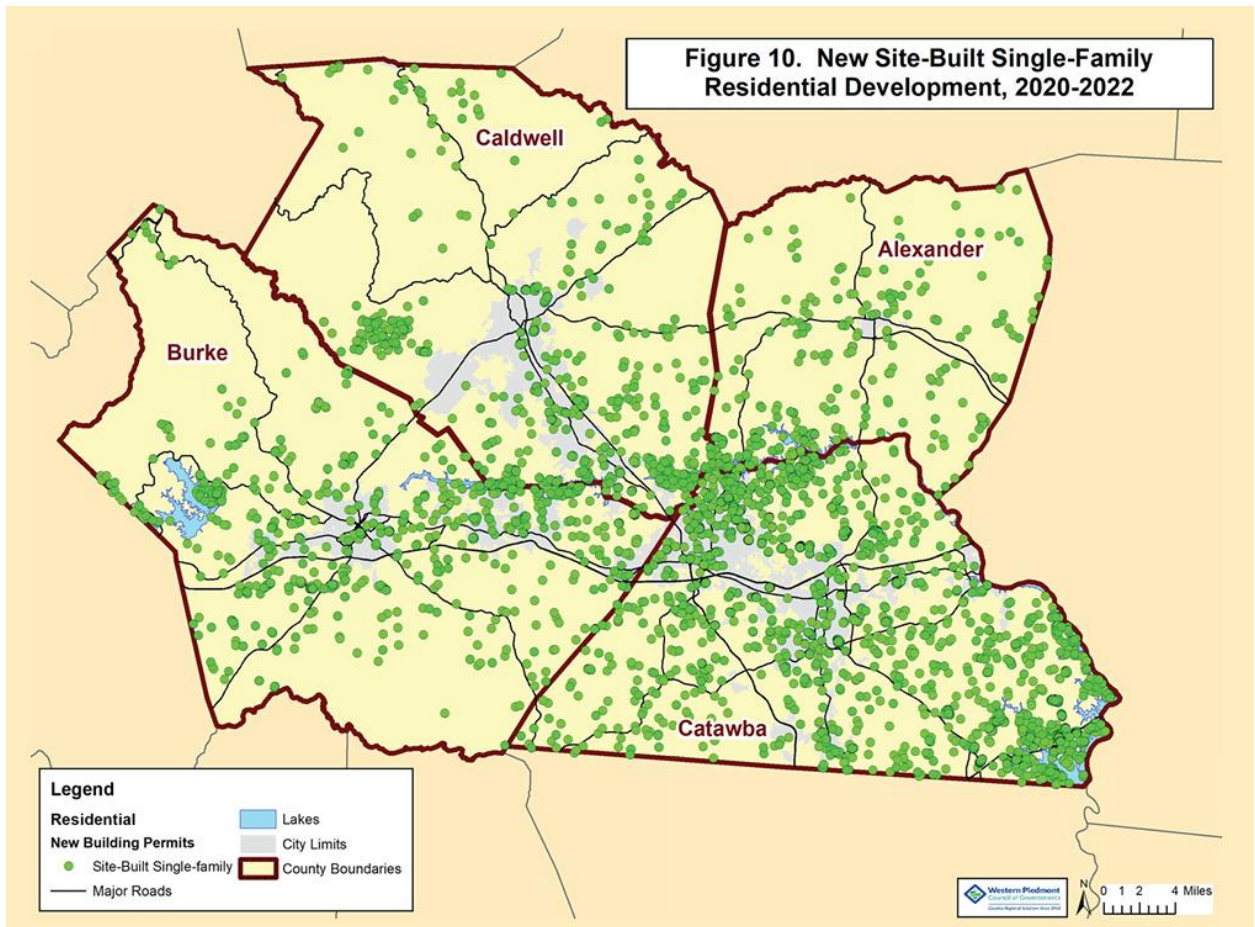 Figure 10. New Site-Built Single-Family
Residential Development, 2020-2022
Caldwell
Alexander
Burke
Catawba
Legend
Residential
New Building Permits
Site-Built Single-family
Major Roads
Lakes
City Limits
County Boundaries
Western Piedmont
Council of Governments
N
0 1 2 4 Miles